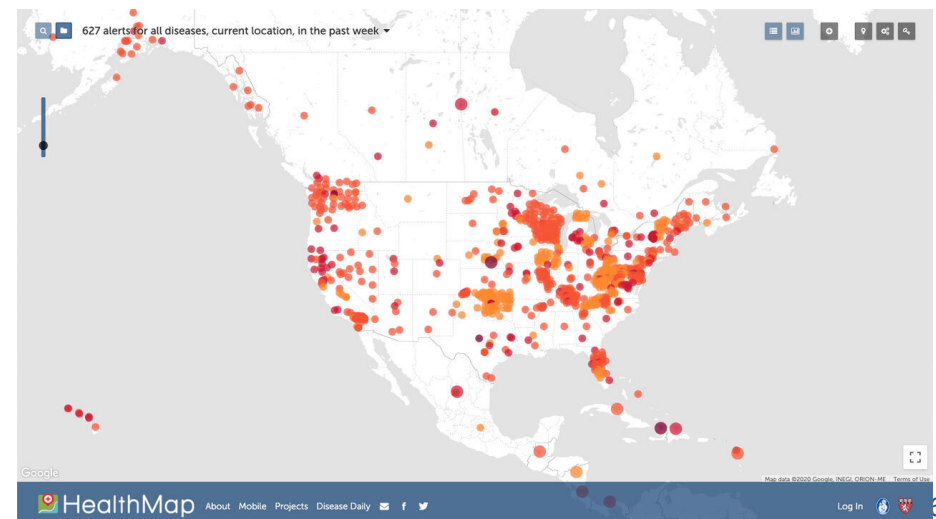 627 alerts for all diseases, current location, in the past week
Google
Map data ©2020 Google, INEGI, ORION-ME Terms of Use
HealthMap About Mobile Projects Disease Daily Log In